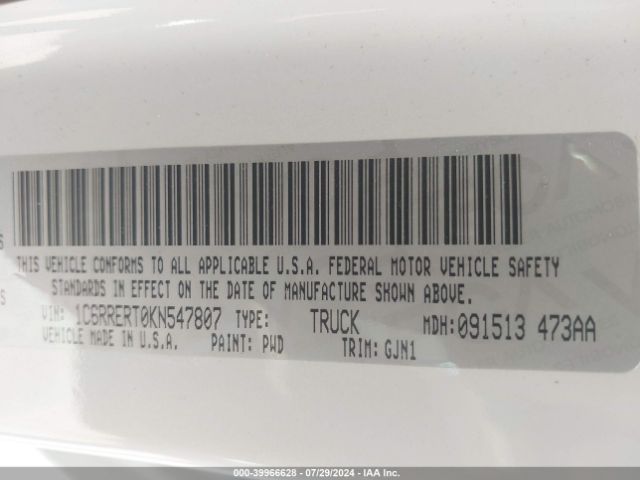 THIS VEHICLE CONFORMS TO ALL APPLICABLE U.S.A. FEDERAL MOTOR VEHICLE SAFETY
STANDARDS IN EFFECT ON THE DATE OF MANUFACTURE SHOWN ABOVE.
VIN: 1C6RRERT0KN547807 TYPE: TRUCK MDH: 091513 473AA
VEHICLE MADE IN U.S.A. PAINT: PWD TRIM: GJN1
000-39966628 - 07/29/2024 - IAA Inc.